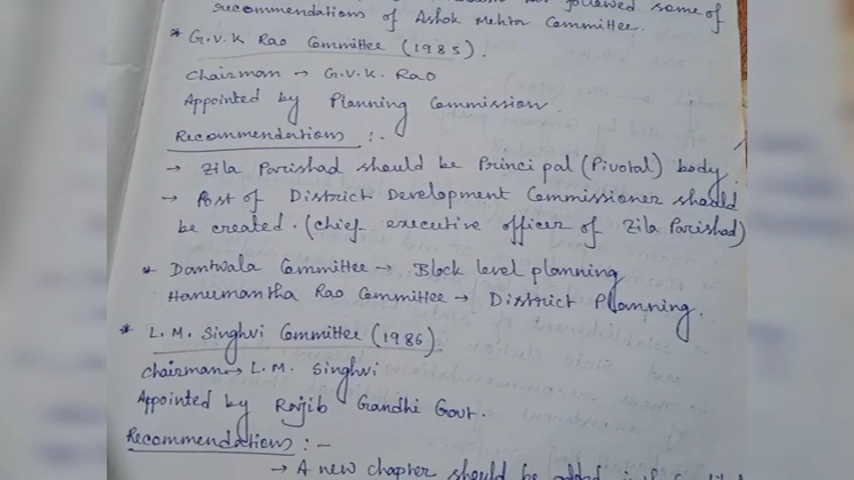 followed some of
recommendations of Ashok Mehta Committee.
* G.V.K Rao Committee (1985).
Chairman → G.V.K. Rao
Appointed by Planning Commission.
Recommendations :-
→ Zila Parishad should be Principal (Pivotal) body.
→ Post of District Development Commissioner should
be created. (chief executive officer of Zila Parishad)
* Dantwala Committee → Block level planning
Hanumantha Rao Committee → District Planning.
* L.M. Singhvi Committee (1986)
Chairman → L.M. Singhvi
Appointed by Rajib Gandhi Govt.
Recommendations :-
→ A new chapter should be added